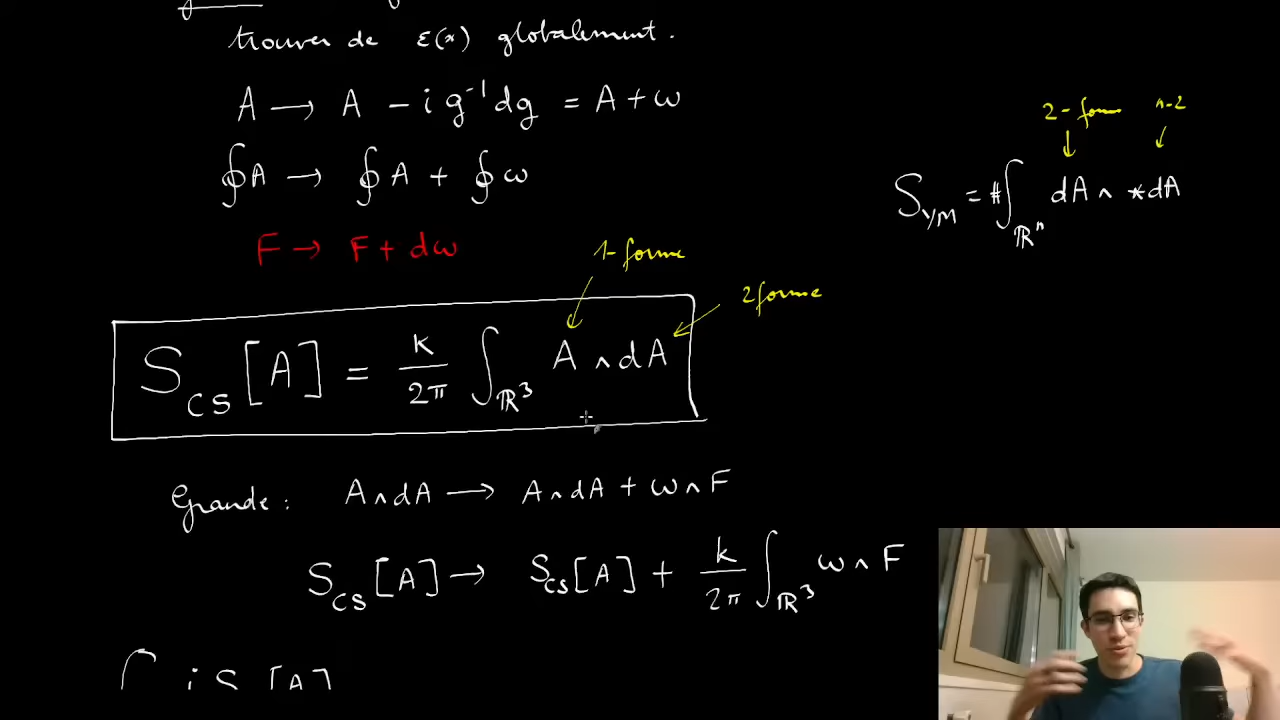 trouver de ε(x) globalement.
A → A - i g⁻¹dg = A + ω
∮A → ∮A + ∮ω
F → F + dω
2-forme n-2
S_YM = #∫_ℝⁿ dA ∧ *dA
1-forme
2forme
S_CS[A] = k/2π ∫_ℝ³ A ∧ dA
Grande : A∧dA → A∧dA + ω∧F
S_CS[A] → S_CS[A] + k/2π ∫_ℝ³ ω∧F